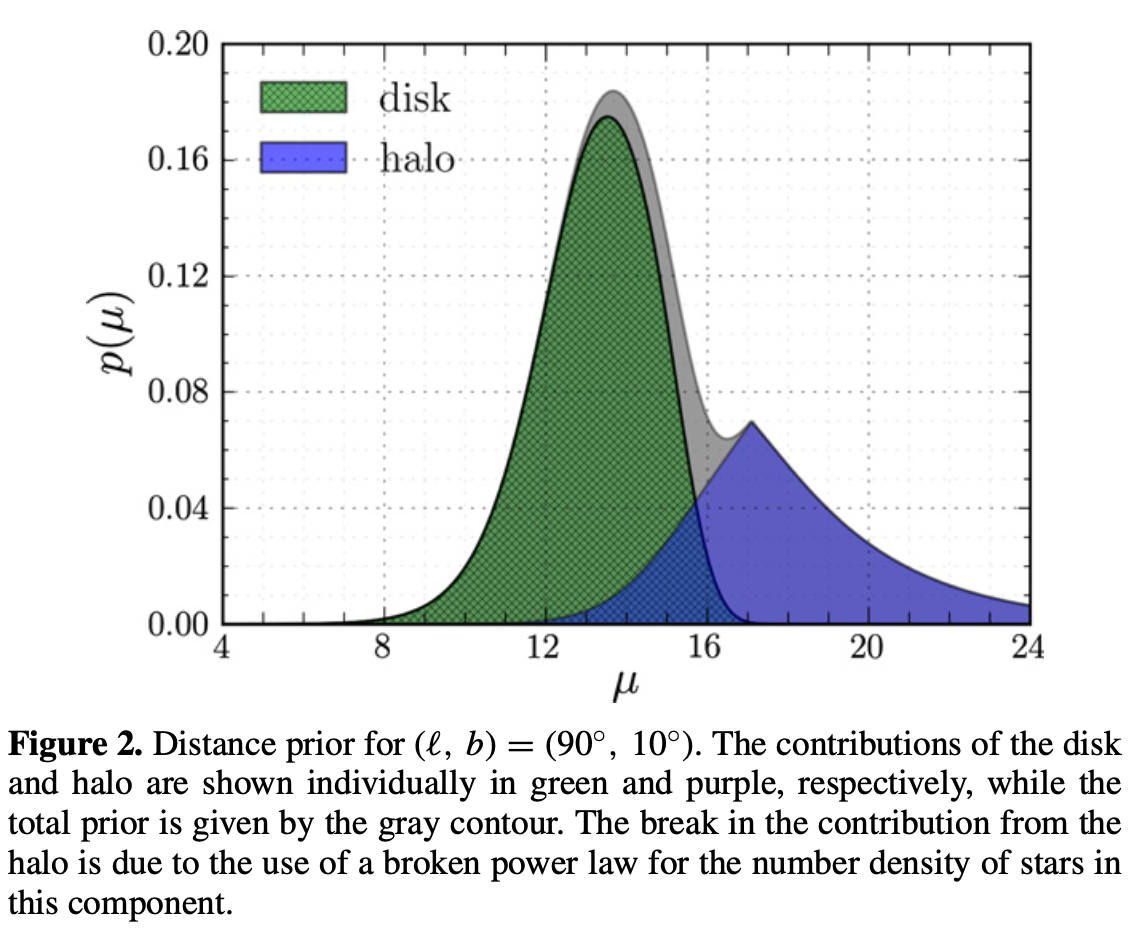 0.20
disk
0.16
halo
0.12
p(μ)
0.08
0.04
0.00
4 8 12 16 20 24
μ
Figure 2. Distance prior for (ℓ, b) = (90°, 10°). The contributions of the disk
and halo are shown individually in green and purple, respectively, while the
total prior is given by the gray contour. The break in the contribution from the
halo is due to the use of a broken power law for the number density of stars in
this component.